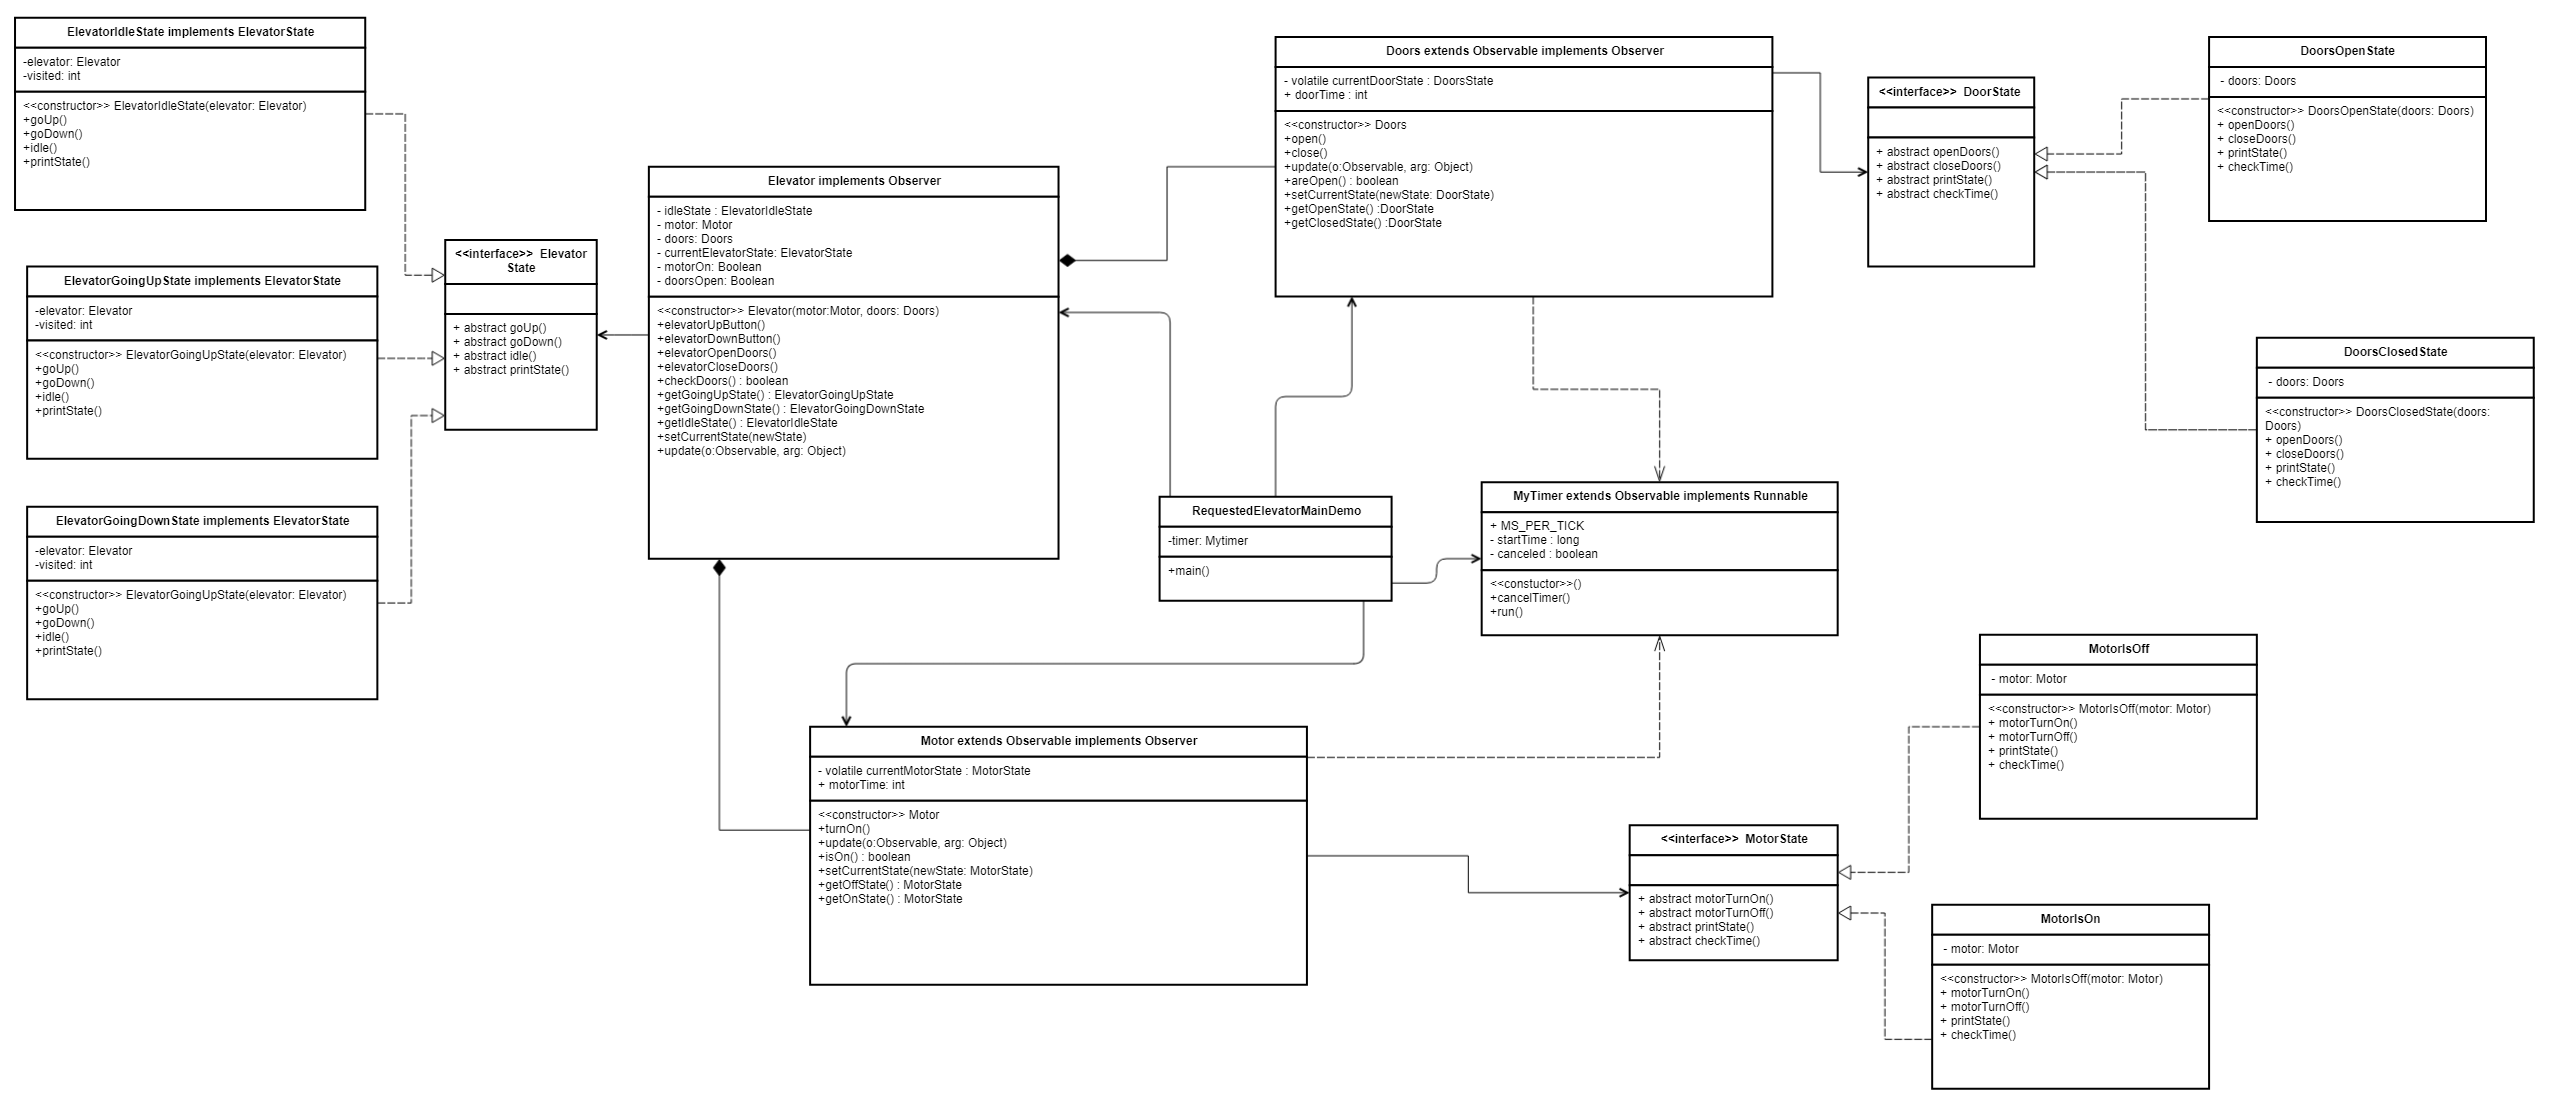 ElevatorIdleState implements ElevatorState
-elevator: Elevator
-visited: int
<<constructor>> ElevatorIdleState(elevator: Elevator)
+goUp()
+goDown()
+idle()
+printState()
ElevatorGoingUpState implements ElevatorState
-elevator: Elevator
-visited: int
<<constructor>> ElevatorGoingUpState(elevator: Elevator)
+goUp()
+goDown()
+idle()
+printState()
ElevatorGoingDownState implements ElevatorState
-elevator: Elevator
-visited: int
<<constructor>> ElevatorGoingUpState(elevator: Elevator)
+goUp()
+goDown()
+idle()
+printState()
<<interface>> Elevator
State
+ abstract goUp()
+ abstract goDown()
+ abstract idle()
+ abstract printState()
Elevator implements Observer
- idleState : ElevatorIdleState
- motor: Motor
- doors: Doors
- currentElevatorState: ElevatorState
- motorOn: Boolean
- doorsOpen: Boolean
<<constructor>> Elevator(motor:Motor, doors: Doors)
+elevatorUpButton()
+elevatorDownButton()
+elevatorOpenDoors()
+elevatorCloseDoors()
+checkDoors() : boolean
+getGoingUpState() : ElevatorGoingUpState
+getGoingDownState() : ElevatorGoingDownState
+getIdleState() : ElevatorIdleState
+setCurrentState(newState)
+update(o:Observable, arg: Object)
Doors extends Observable implements Observer
- volatile currentDoorState : DoorsState
+ doorTime : int
<<constructor>> Doors
+open()
+close()
+update(o:Observable, arg: Object)
+areOpen() : boolean
+setCurrentState(newState: DoorState)
+getOpenState() :DoorState
+getClosedState() :DoorState
<<interface>> DoorState
+ abstract openDoors()
+ abstract closeDoors()
+ abstract printState()
+ abstract checkTime()
DoorsOpenState
- doors: Doors
<<constructor>> DoorsOpenState(doors: Doors)
+ openDoors()
+ closeDoors()
+ printState()
+ checkTime()
DoorsClosedState
- doors: Doors
<<constructor>> DoorsClosedState(doors:
Doors)
+ openDoors()
+ closeDoors()
+ printState()
+ checkTime()
RequestedElevatorMainDemo
-timer: Mytimer
+main()
MyTimer extends Observable implements Runnable
+ MS_PER_TICK
- startTime : long
- canceled : boolean
<<constuctor>>()
+cancelTimer()
+run()
Motor extends Observable implements Observer
- volatile currentMotorState : MotorState
+ motorTime: int
<<constructor>> Motor
+turnOn()
+update(o:Observable, arg: Object)
+isOn() : boolean
+setCurrentState(newState: MotorState)
+getOffState() : MotorState
+getOnState() : MotorState
<<interface>> MotorState
+ abstract motorTurnOn()
+ abstract motorTurnOff()
+ abstract printState()
+ abstract checkTime()
MotorIsOff
- motor: Motor
<<constructor>> MotorIsOff(motor: Motor)
+ motorTurnOn()
+ motorTurnOff()
+ printState()
+ checkTime()
MotorIsOn
- motor: Motor
<<constructor>> MotorIsOff(motor: Motor)
+ motorTurnOn()
+ motorTurnOff()
+ printState()
+ checkTime()